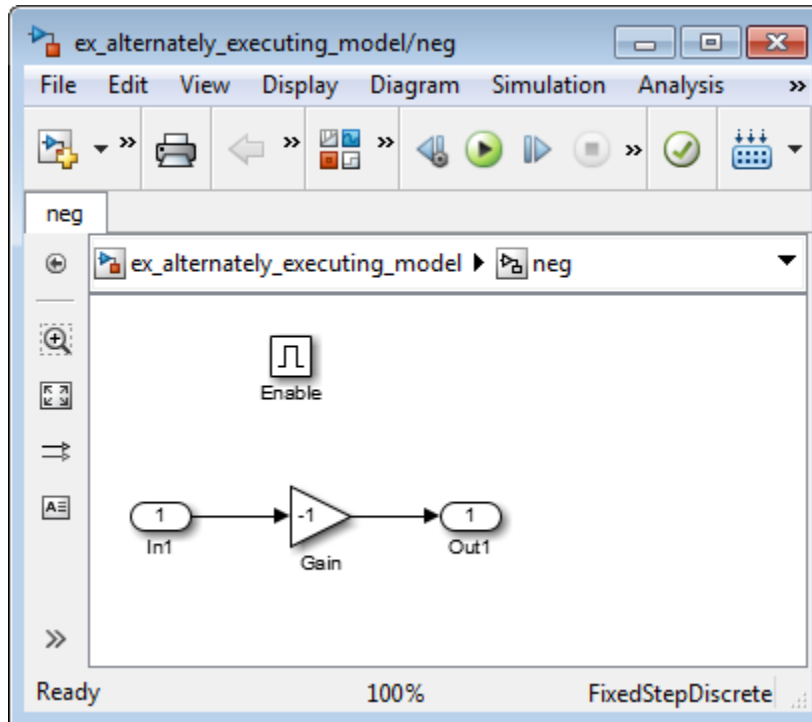 ex_alternately_executing_model/neg
File Edit View Display Diagram Simulation Analysis »
» » » »
neg
ex_alternately_executing_model neg
Enable
1 -1 1
In1 Gain Out1
A
»
Ready 100% FixedStepDiscrete